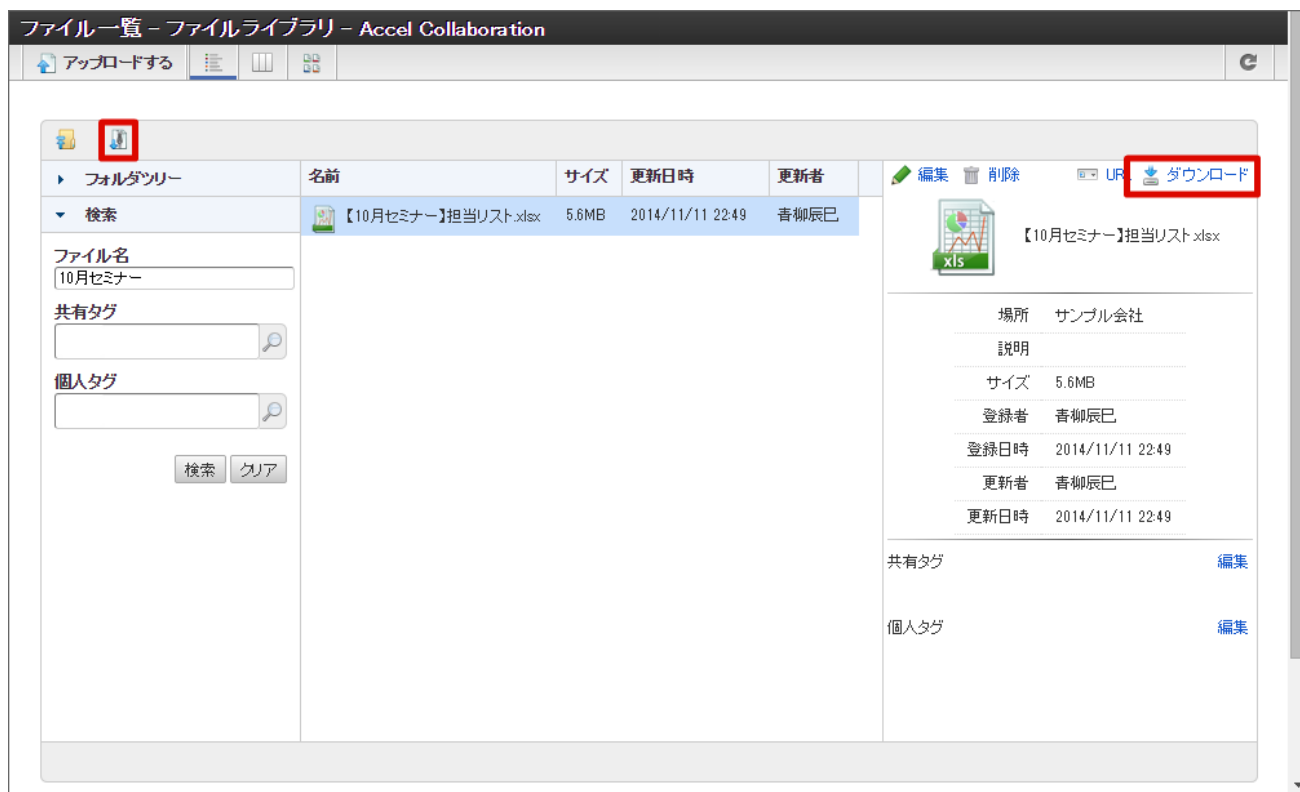 ファイル一覧 – ファイルライブラリ – Accel Collaboration
アップロードする
フォルダツリー
検索
ファイル名
10月セミナー
共有タグ
個人タグ
検索 クリア
名前 サイズ 更新日時 更新者
【10月セミナー】担当リスト.xlsx 5.6MB 2014/11/11 22:49 青柳辰巳
編集 削除 UR ダウンロード
xls
【10月セミナー】担当リスト.xlsx
場所 サンプル会社
説明
サイズ 5.6MB
登録者 青柳辰巳
登録日時 2014/11/11 22:49
更新者 青柳辰巳
更新日時 2014/11/11 22:49
共有タグ 編集
個人タグ 編集